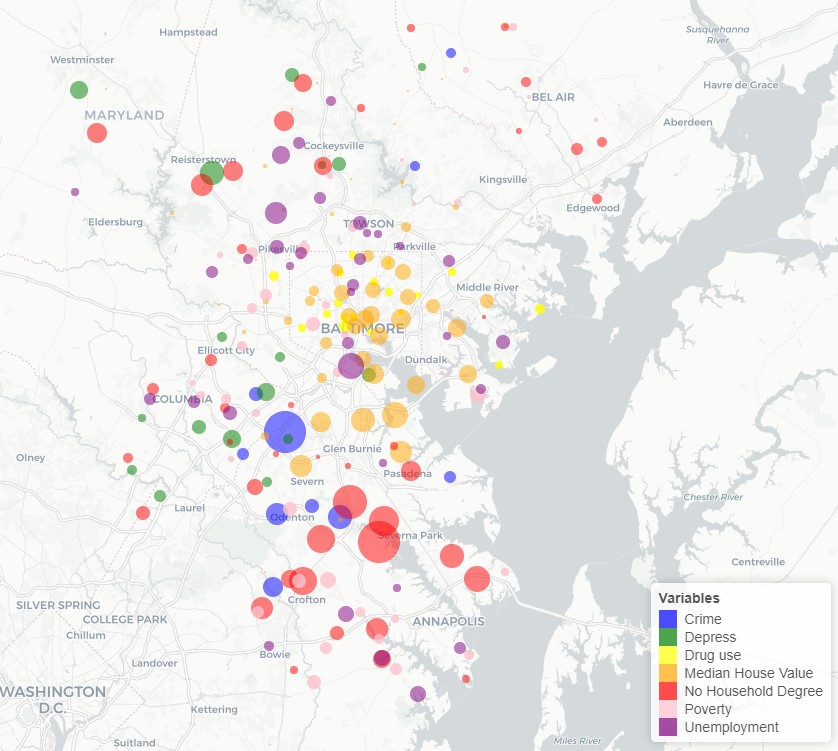 Hampstead
Susquehanna
River
Westminster
Havre de Grace
BEL AIR
MARYLAND
Aberdeen
Cockeysville
Reisterstown
Kingsville
Edgewood
Eldersburg
TOWSON
Pikesville
Parkville
Middle River
BALTIMORE
Ellicott City
Dundalk
COLUMBIA
Glen Burnie
Olney
Pasadena
Severn
Chester River
Laurel
Odenton
Severna Park
Centreville
Crofton
SILVER SPRING
COLLEGE PARK
ANNAPOLIS
Chillum
Bowie
Landover
WASHINGTON
D.C.
Kettering
Suitland
Miles River
Variables
Crime
Depress
Drug use
Median House Value
No Household Degree
Poverty
Unemployment